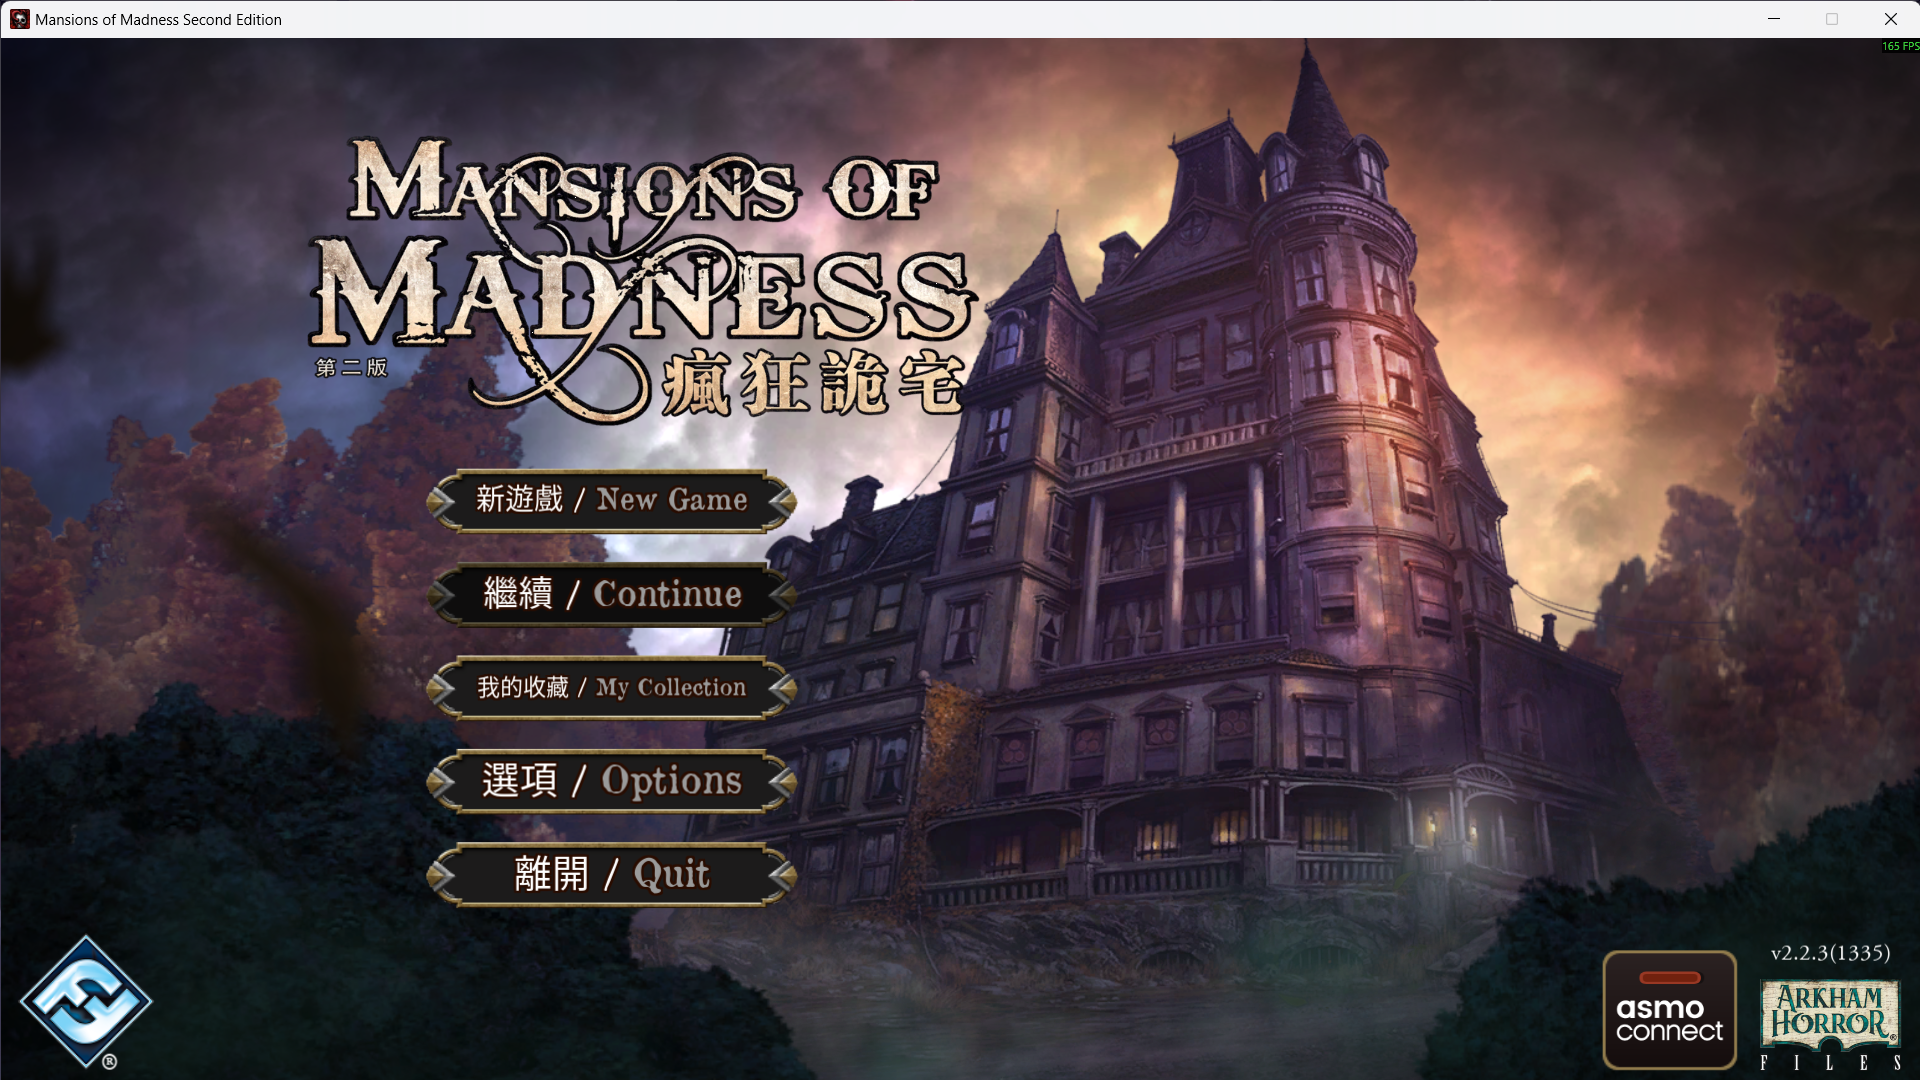 Mansions of Madness Second Edition
165 FPS
MANSIONS OF
MADNESS
第二版
瘋狂詭宅
新遊戲 / New Game
繼續 / Continue
我的收藏 / My Collection
選項 / Options
離開 / Quit
®
asmo
connect
v2.2.3(1335)
ARKHAM
HORROR®
FILES